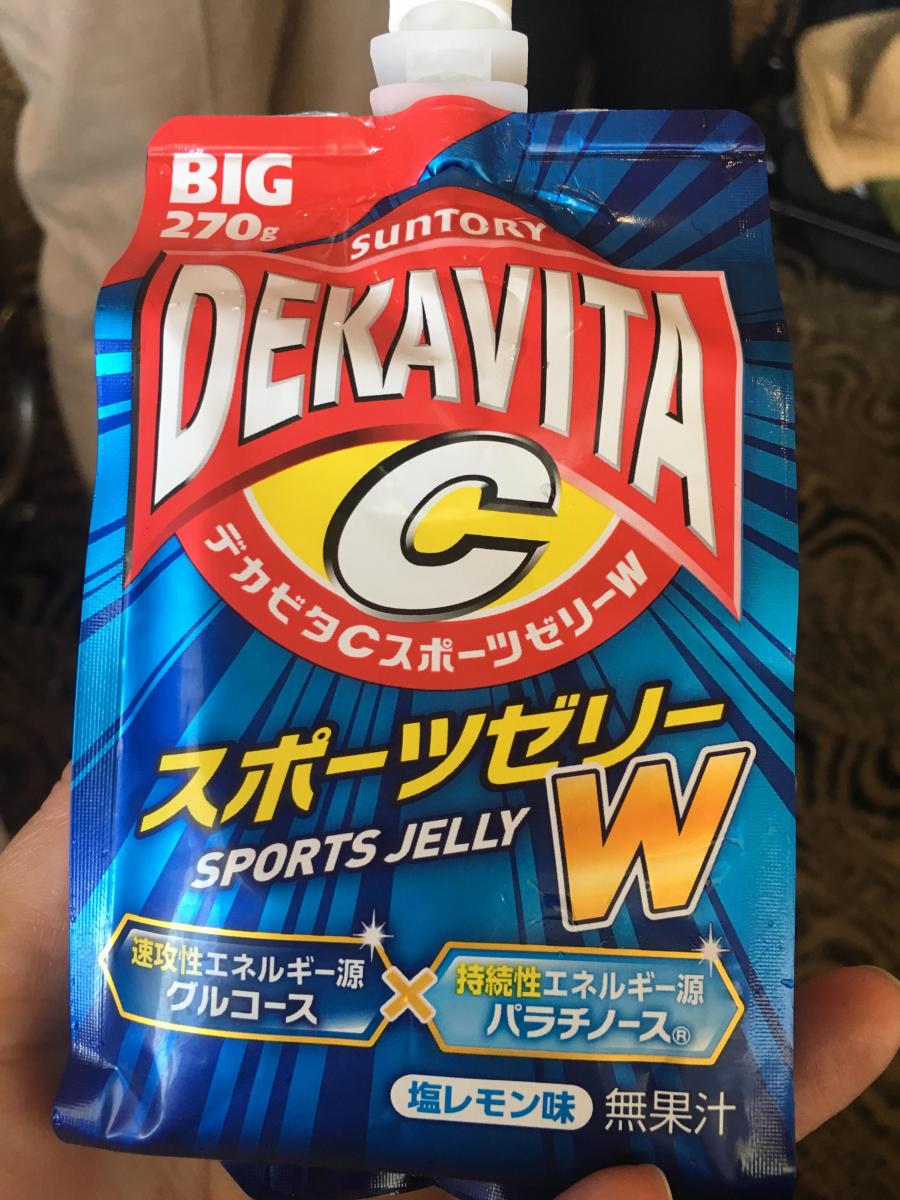 BIG
270g
SUNTORY
DEKAVITA
C
デカビタCスポーツゼリーW
スポーツゼリー
SPORTS JELLY
W
速攻性エネルギー源
グルコース
×
持続性エネルギー源
パラチノース®
塩レモン味 無果汁